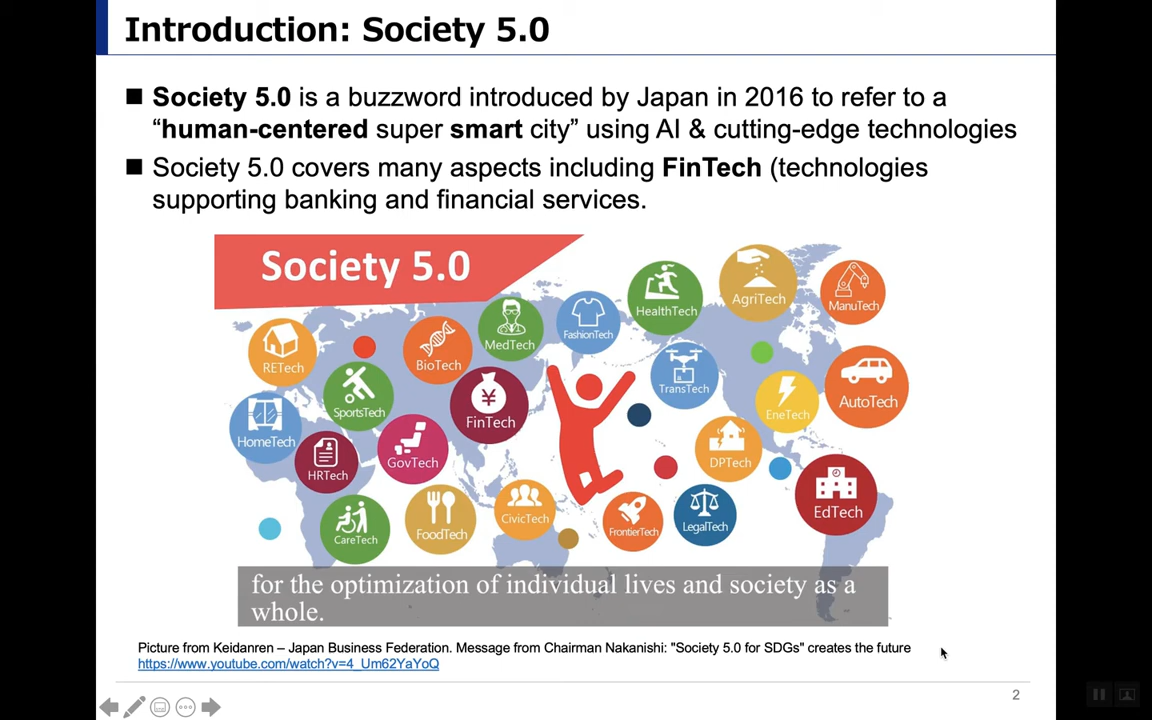 Introduction: Society 5.0
■ Society 5.0 is a buzzword introduced by Japan in 2016 to refer to a
“human-centered super smart city” using AI & cutting-edge technologies
■ Society 5.0 covers many aspects including FinTech (technologies
supporting banking and financial services.
Society 5.0
HealthTech
AgriTech
ManuTech
RETech
BioTech
MedTech
FashionTech
TransTech
SportsTech
FinTech
EneTech
AutoTech
HomeTech
HRTech
GovTech
DPTech
EdTech
CareTech
FoodTech
CivicTech
FrontierTech
LegalTech
for the optimization of individual lives and society as a
whole.
Picture from Keidanren – Japan Business Federation. Message from Chairman Nakanishi: "Society 5.0 for SDGs" creates the future
https://www.youtube.com/watch?v=4_Um62YaYoQ
2